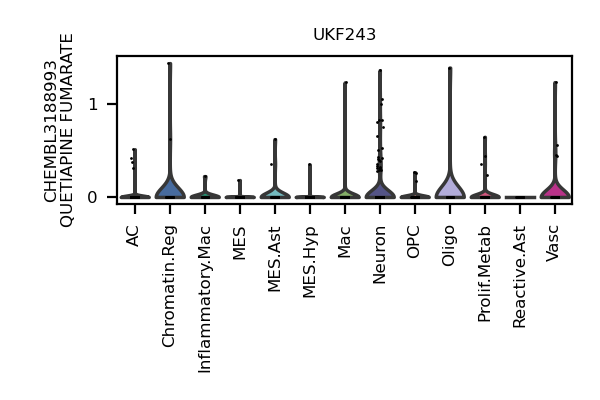 UKF243
CHEMBL3188993
QUETIAPINE FUMARATE
1
0
AC
Chromatin.Reg
Inflammatory.Mac
MES
MES.Ast
MES.Hyp
Mac
Neuron
OPC
Oligo
Prolif.Metab
Reactive.Ast
Vasc